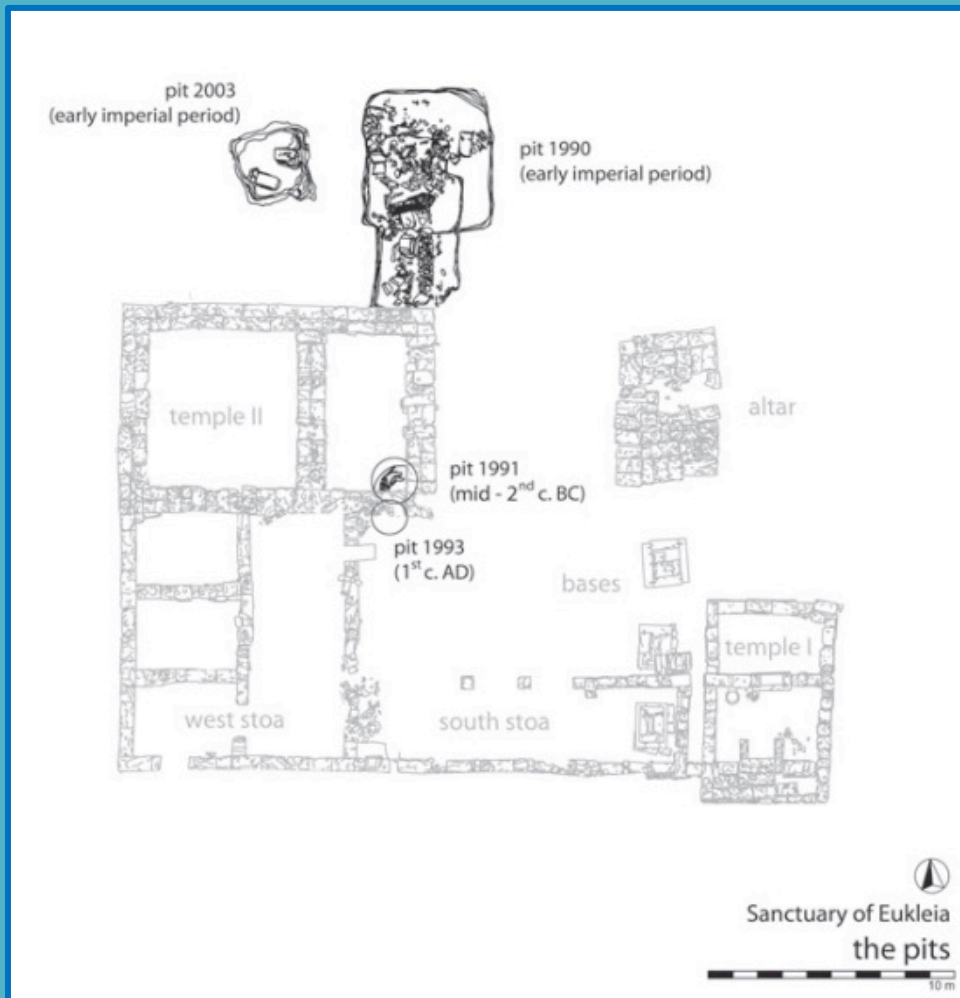 pit 2003
(early imperial period)
pit 1990
(early imperial period)
temple II
altar
pit 1991
(mid - 2nd c. BC)
pit 1993
(1st c. AD)
bases
temple I
west stoa
south stoa
Sanctuary of Eukleia
the pits
10 m